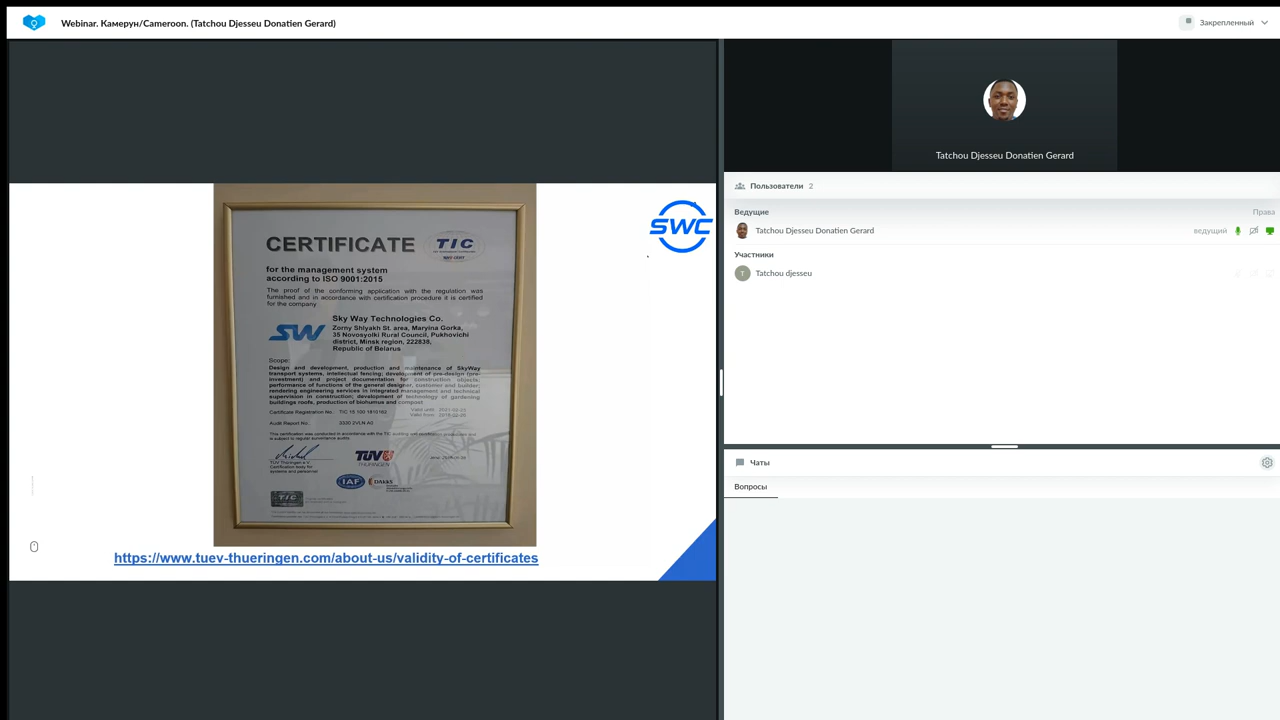 Webinar. Камерун/Cameroon. (Tatchou Djesseu Donatien Gerard)
Закрепленный
CERTIFICATE
TIC
for the management system
according to ISO 9001:2015
The proof of the conforming application with the regulation was
furnished and in accordance with certification procedure it is certified
for the company
SW
Sky Way Technologies Co.
Zorny Shlyakh St. area, Maryina Gorka,
35 Novosyolki Rural Council, Pukhovichi
district, Minsk region, 222838,
Republic of Belarus
Scope:
Design and development, production and maintenance of SkyWay
transport systems, intellectual fencing; development of pre-design (pre-
investment) and project documentation for construction objects;
performance of functions of the general designer, customer and builder;
rendering engineering services in integrated management and technical
supervision in construction; development of technology of gardening
buildings roofs, production of biohumus and compost
Certificate Registration No.: TIC 15 100 1810162
Audit Report No.: 3330 2VLM A0
TÜV
THÜRINGEN
IAF
DAkkS
TIC
SWC
https://www.tuev-thueringen.com/about-us/validity-of-certificates
Tatchou Djesseu Donatien Gerard
Пользователи 2
Ведущие
Права
Tatchou Djesseu Donatien Gerard
ведущий
Участники
T
Tatchou djesseu
Чаты
Вопросы